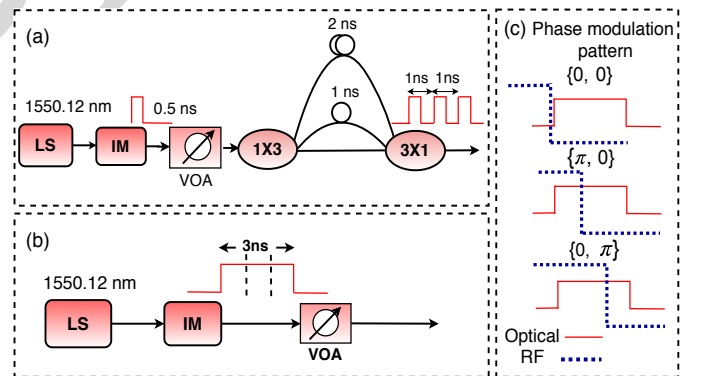 (a)
2 ns
1550.12 nm
0.5 ns
1 ns
1ns 1ns
LS
IM
VOA
1X3
3X1
(b)
3ns
1550.12 nm
LS
IM
VOA
(c) Phase modulation
pattern
{0, 0}
{π, 0}
{0, π}
Optical
RF